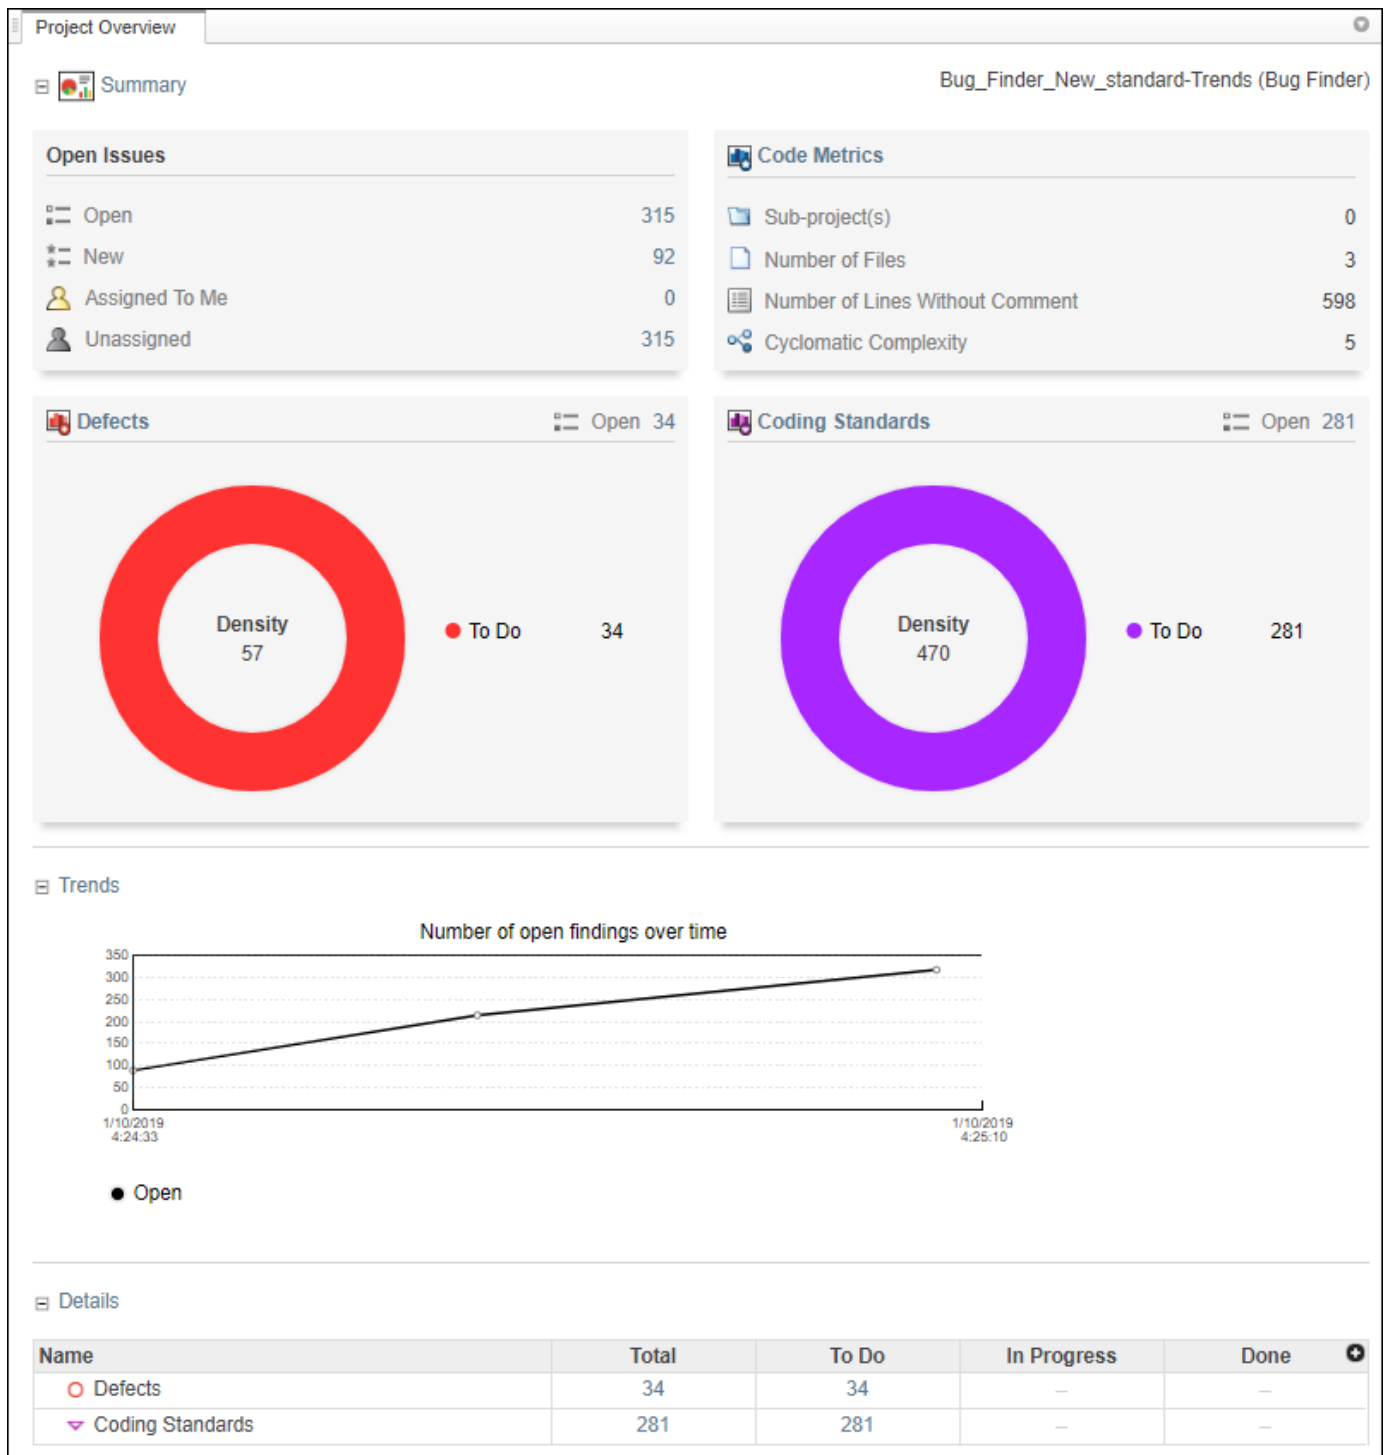 Project Overview
Summary
Bug_Finder_New_standard-Trends (Bug Finder)
Open Issues
Open 315
New 92
Assigned To Me 0
Unassigned 315
Code Metrics
Sub-project(s) 0
Number of Files 3
Number of Lines Without Comment 598
Cyclomatic Complexity 5
Defects Open 34
Density
57
To Do 34
Coding Standards Open 281
Density
470
To Do 281
Trends
Number of open findings over time
350
300
250
200
150
100
50
0
1/10/2019
4:24:33
1/10/2019
4:25:10
Open
Details
Name Total To Do In Progress Done
Defects 34 34 – –
Coding Standards 281 281 – –